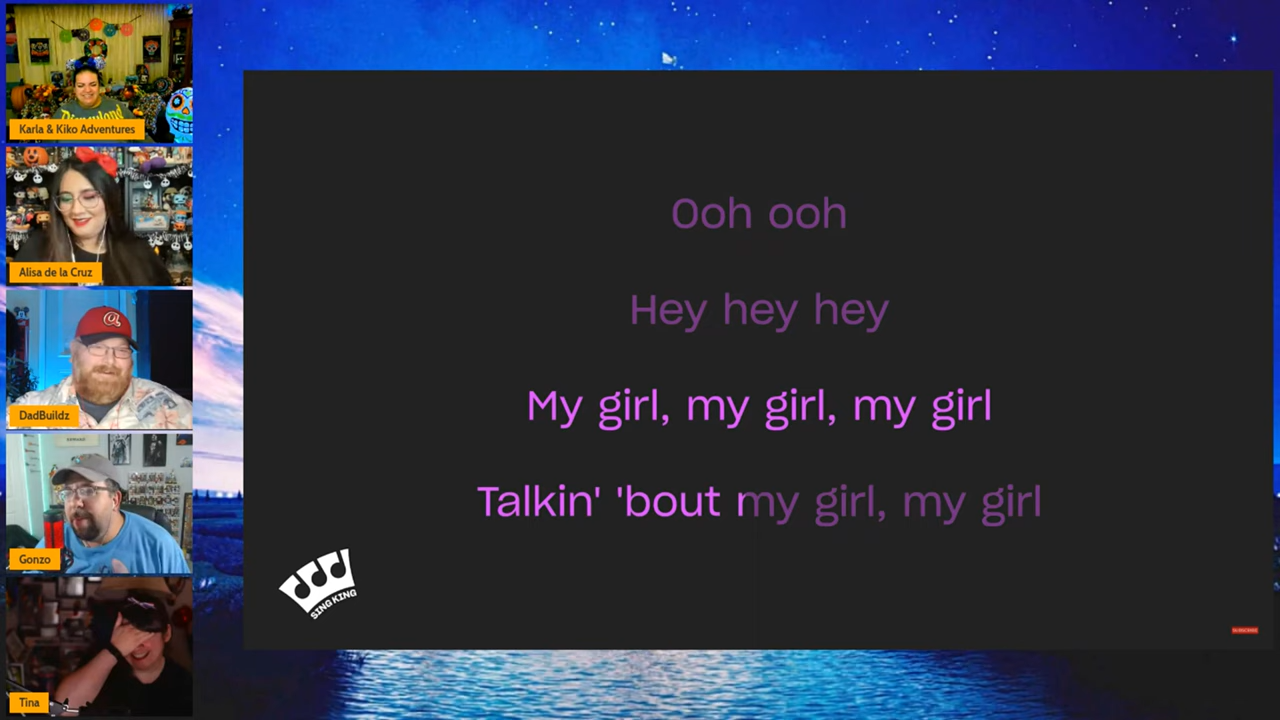 Karla & Kiko Adventures
Alisa de la Cruz
DadBuildz
Gonzo
Tina
Ooh ooh
Hey hey hey
My girl, my girl, my girl
Talkin' 'bout my girl, my girl
SING KING